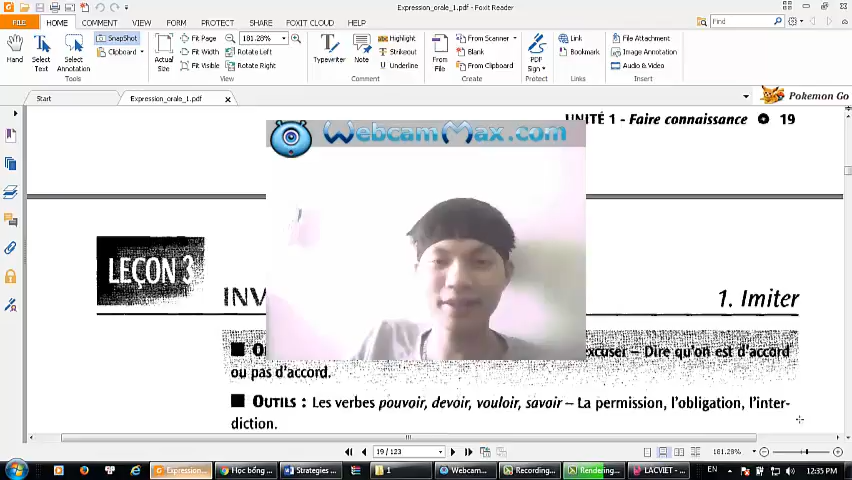 Expression_orale_1.pdf - Foxit Reader
FILE HOME COMMENT VIEW FORM PROTECT SHARE FOXIT CLOUD HELP
Find
Hand
Select Text
Select Annotation
SnapShot
Clipboard
Tools
Actual Size
Fit Page
Fit Width
Fit Visible
181.28%
Rotate Left
Rotate Right
View
Typewriter
Note
Highlight
Strikeout
Underline
Comment
From File
From Scanner
Blank
From Clipboard
Create
PDF Sign
Protect
Link
Bookmark
Links
File Attachment
Image Annotation
Audio & Video
Insert
Start
Expression_orale_1.pdf
Pokemon Go
UNITÉ 1 - Faire connaissance 19
WebcamMax.com
LEÇON 3
INV
1. Imiter
excuser – Dire qu'on est d'accord
ou pas d'accord.
OUTILS : Les verbes pouvoir, devoir, vouloir, savoir – La permission, l'obligation, l'inter-
diction.
19 / 123
181.28%
Expression...
Học bổng ...
Strategies ...
1
Webcam...
Recording...
Rendering...
LACVIET -...
EN
12:35 PM